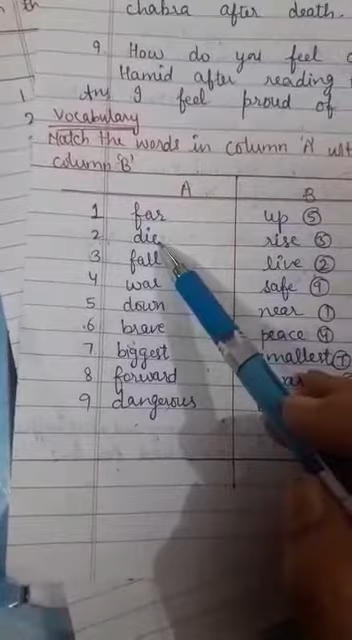 chabra after death.
9 How do you feel
Hamid after reading
1 Ans I feel proud of
2 Vocabulary
Match the words in column 'A' with
column 'B'
A B
1 far up ⑤
2 die rise ③
3 fall live ②
4 war safe ⑨
5 down near ①
6 brave peace ④
7 biggest smallest ⑦
8 forward
9 dangerous